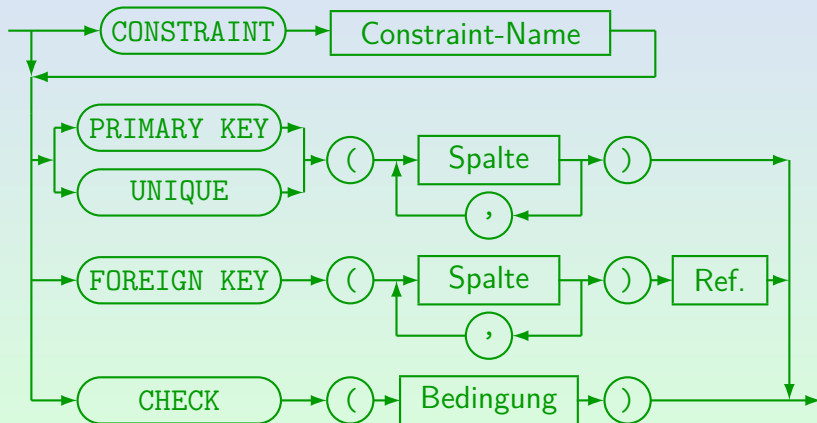 CONSTRAINT Constraint-Name
PRIMARY KEY
( Spalte )
UNIQUE
,
FOREIGN KEY ( Spalte ) Ref.
,
CHECK ( Bedingung )